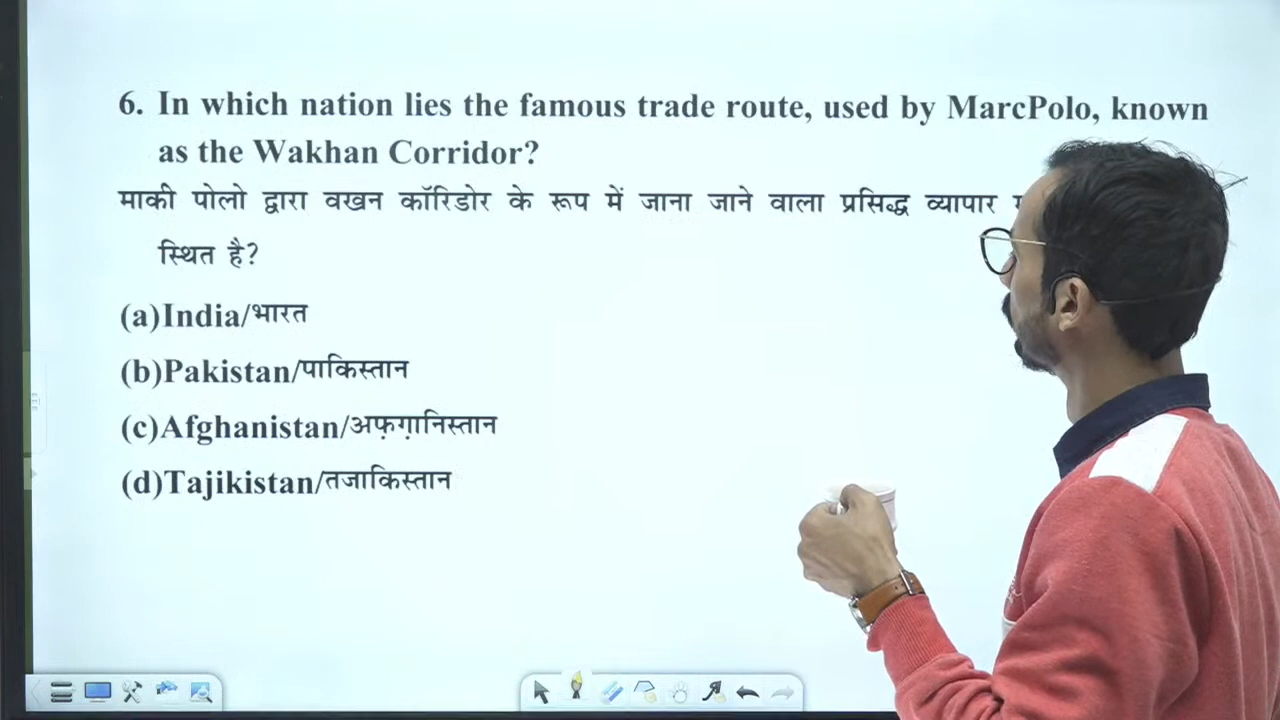 6. In which nation lies the famous trade route, used by MarcPolo, known
as the Wakhan Corridor?
माकी पोलो द्वारा वखन कॉरिडोर के रूप में जाना जाने वाला प्रसिद्ध व्यापार
स्थित है?
(a)India/भारत
(b)Pakistan/पाकिस्तान
(c)Afghanistan/अफ़ग़ानिस्तान
(d)Tajikistan/तजाकिस्तान